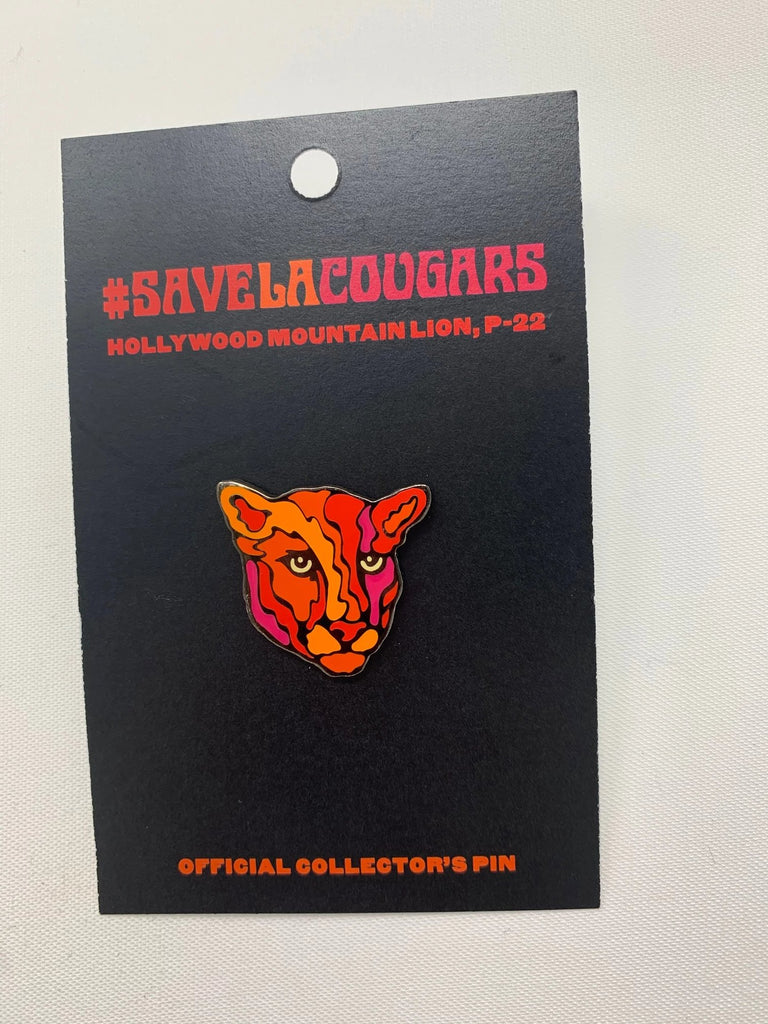 #SAVELACOUGARS
HOLLYWOOD MOUNTAIN LION, P-22
OFFICIAL COLLECTOR'S PIN